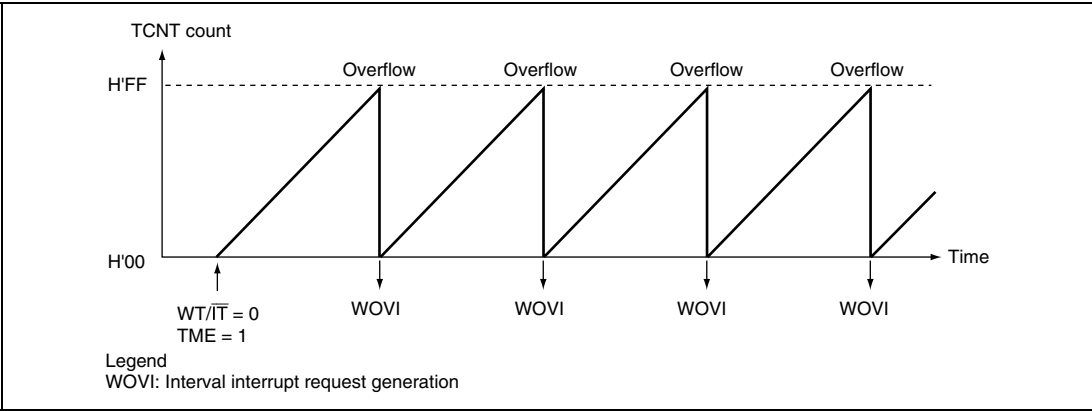 TCNT count
Overflow Overflow Overflow Overflow
H'FF
H'00
Time
WT/I̅T̅ = 0
TME = 1
WOVI WOVI WOVI WOVI
Legend
WOVI: Interval interrupt request generation